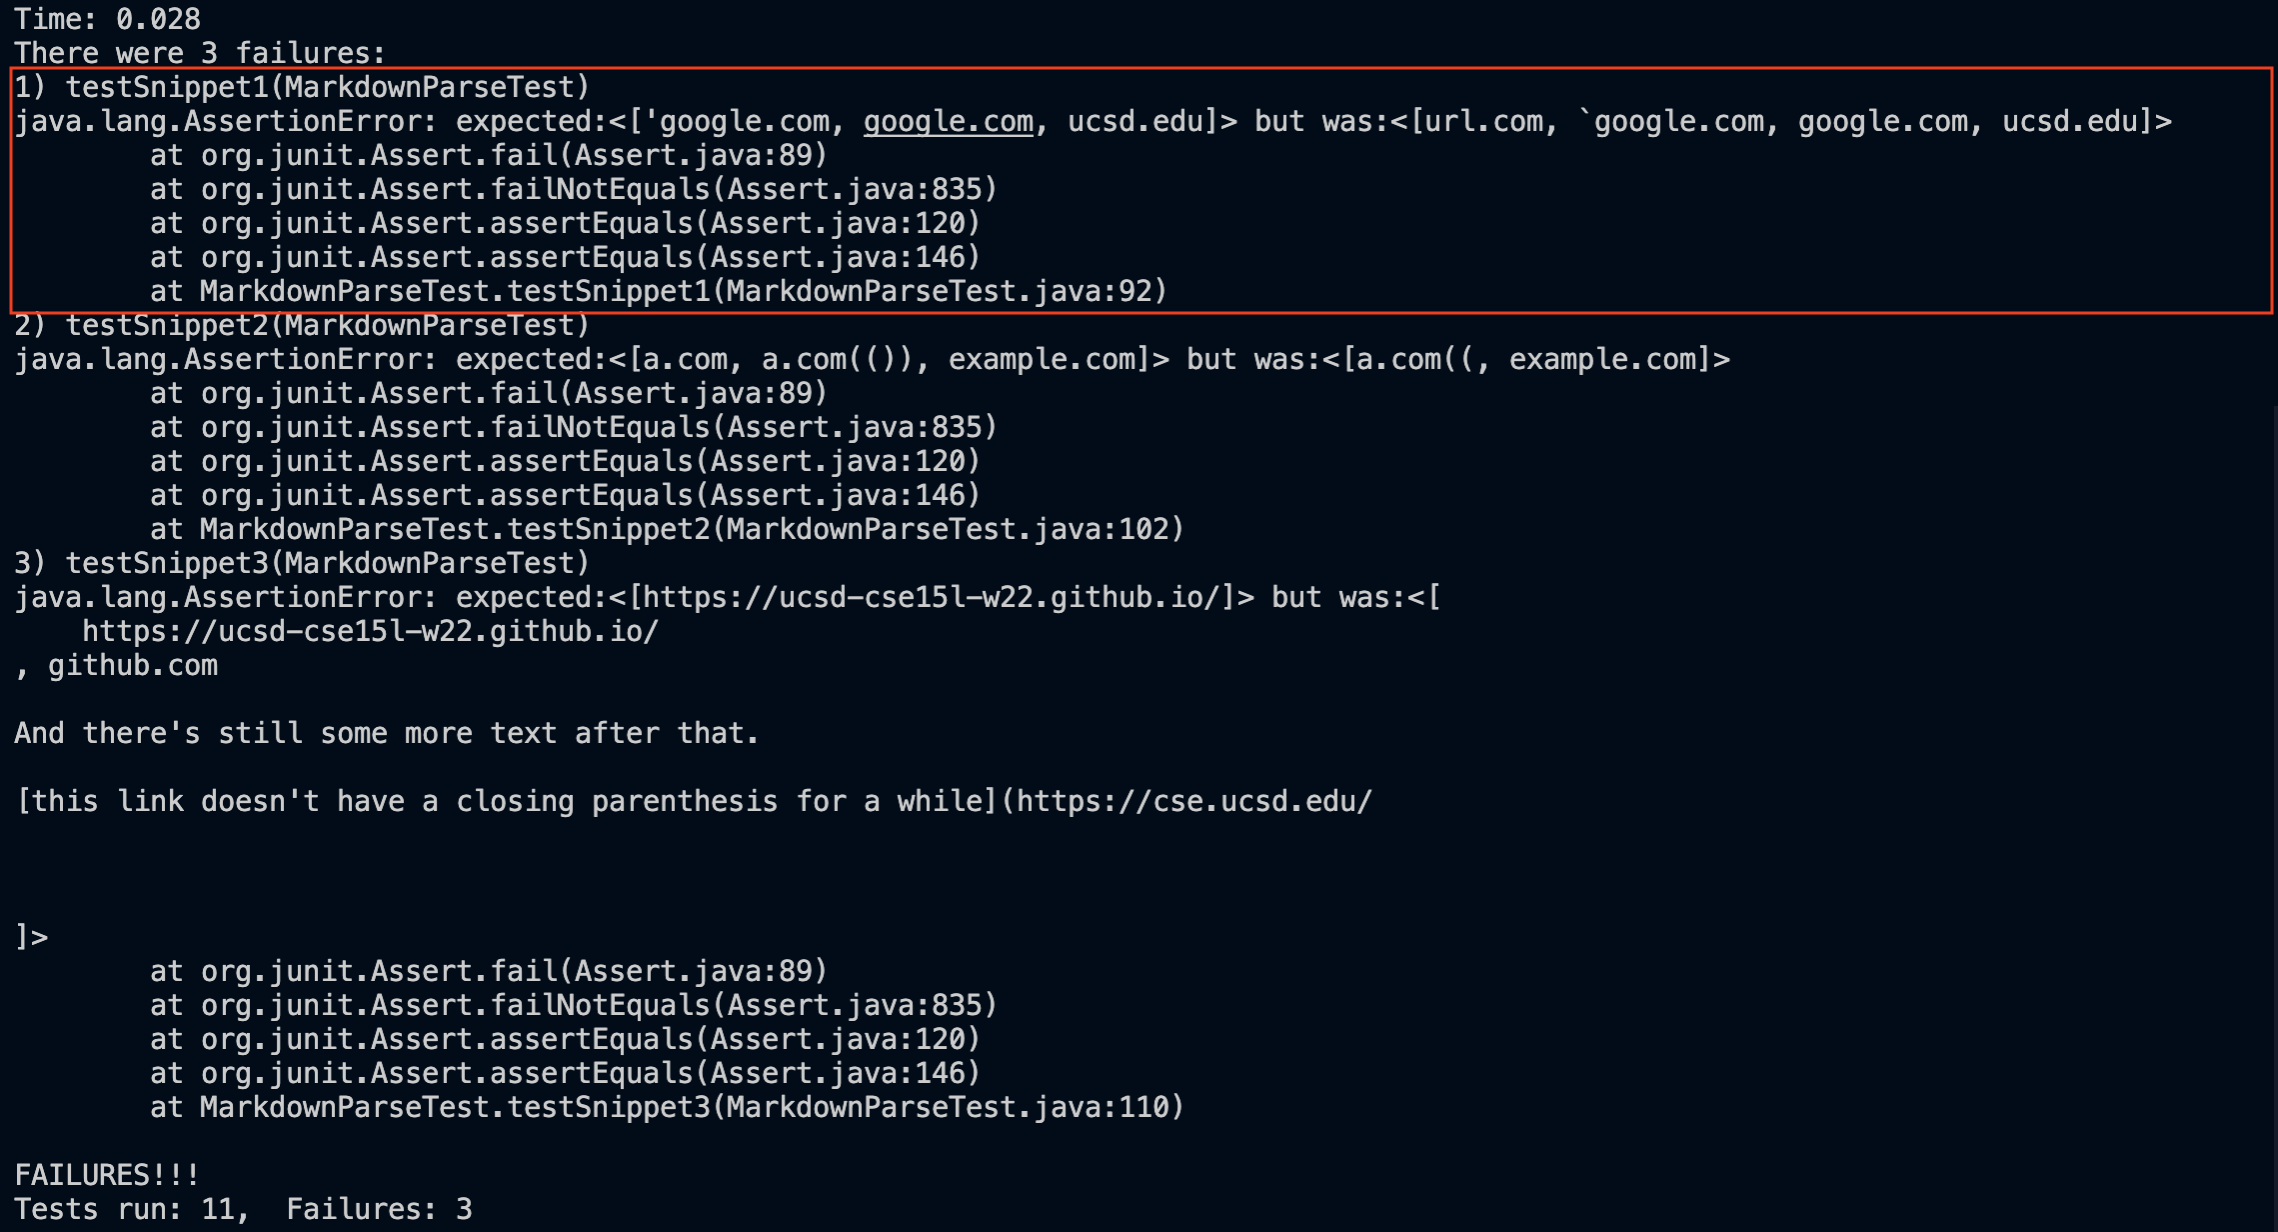 Time: 0.028
There were 3 failures:
1) testSnippet1(MarkdownParseTest)
java.lang.AssertionError: expected:<['google.com, google.com, ucsd.edu]> but was:<[url.com, `google.com, google.com, ucsd.edu]>
        at org.junit.Assert.fail(Assert.java:89)
        at org.junit.Assert.failNotEquals(Assert.java:835)
        at org.junit.Assert.assertEquals(Assert.java:120)
        at org.junit.Assert.assertEquals(Assert.java:146)
        at MarkdownParseTest.testSnippet1(MarkdownParseTest.java:92)
2) testSnippet2(MarkdownParseTest)
java.lang.AssertionError: expected:<[a.com, a.com(()), example.com]> but was:<[a.com((, example.com]>
        at org.junit.Assert.fail(Assert.java:89)
        at org.junit.Assert.failNotEquals(Assert.java:835)
        at org.junit.Assert.assertEquals(Assert.java:120)
        at org.junit.Assert.assertEquals(Assert.java:146)
        at MarkdownParseTest.testSnippet2(MarkdownParseTest.java:102)
3) testSnippet3(MarkdownParseTest)
java.lang.AssertionError: expected:<[https://ucsd-cse15l-w22.github.io/]> but was:<[
    https://ucsd-cse15l-w22.github.io/
, github.com

And there's still some more text after that.

[this link doesn't have a closing parenthesis for a while](https://cse.ucsd.edu/



]>
        at org.junit.Assert.fail(Assert.java:89)
        at org.junit.Assert.failNotEquals(Assert.java:835)
        at org.junit.Assert.assertEquals(Assert.java:120)
        at org.junit.Assert.assertEquals(Assert.java:146)
        at MarkdownParseTest.testSnippet3(MarkdownParseTest.java:110)

FAILURES!!!
Tests run: 11,  Failures: 3